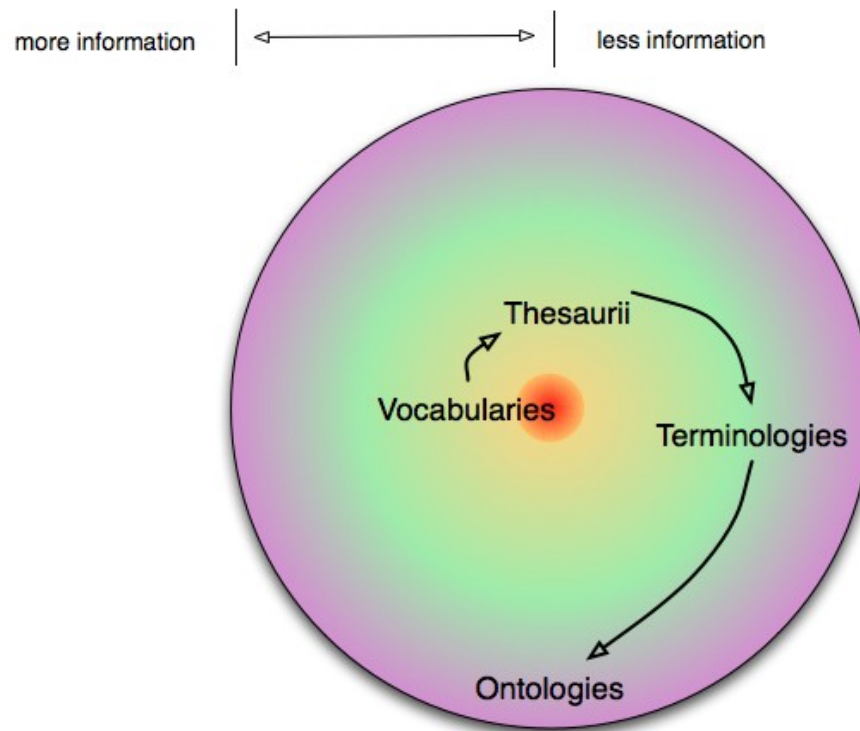 more information
less information
Thesaurii
Vocabularies
Terminologies
Ontologies